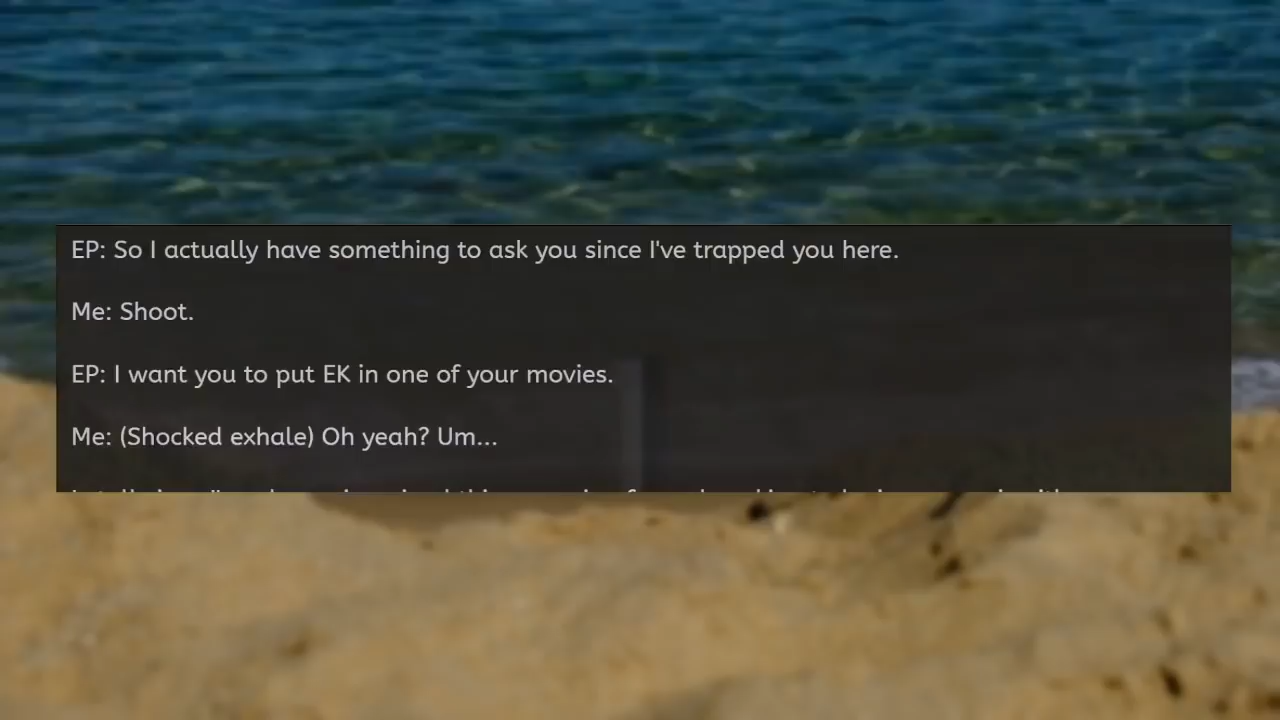 EP: So I actually have something to ask you since I've trapped you here.
Me: Shoot.
EP: I want you to put EK in one of your movies.
Me: (Shocked exhale) Oh yeah? Um...